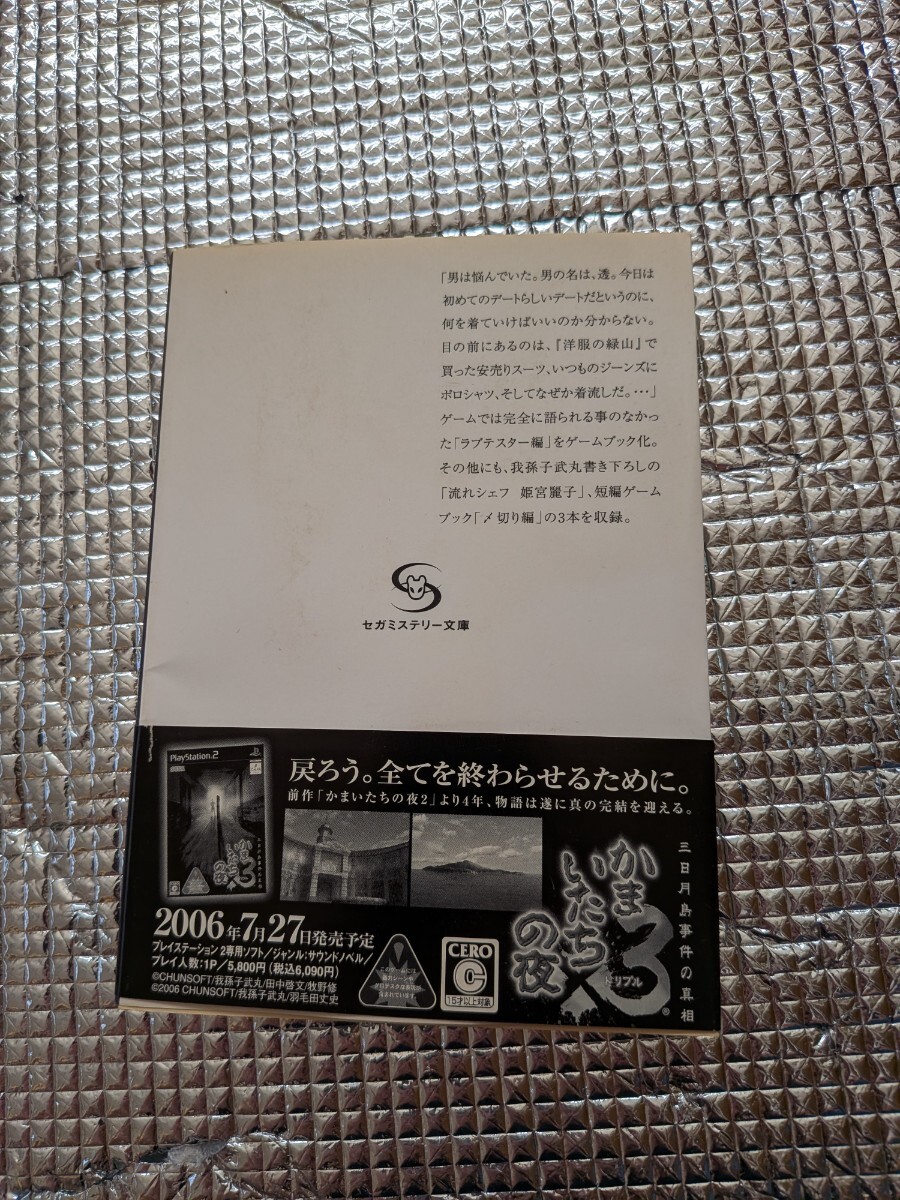 「男は悩んでいた。男の名は、透。今日は
初めてのデートらしいデートだというのに、
何を着ていけばいいのか分からない。
目の前にあるのは、『洋服の緑山』で
買った安売りスーツ、いつものジーンズに
ポロシャツ、そしてなぜか着流しだ。…」
ゲームでは完全に語られる事のなかっ
た「ラブテスター編」をゲームブック化。
その他にも、我孫子武丸書き下ろしの
「流れシェフ 姫宮麗子」、短編ゲーム
ブック「〆切り編」の3本を収録。
セガミステリー文庫
PlayStation.2
かま
いたち
の夜
×3
戻ろう。全てを終わらせるために。
前作「かまいたちの夜2」より4年、物語は遂に真の完結を迎える。
三日月島事件の真相
かま
いたち
の夜
×3
トリプル
®
2006年7月27日発売予定
プレイステーション 2専用ソフト/ジャンル:サウンドノベル/
プレイ人数:1P/5,800円(税込6,090円)
©CHUNSOFT/我孫子武丸/田中啓文/牧野修
©2006 CHUNSOFT/我孫子武丸/羽毛田丈史
CERO
C
15才以上対象